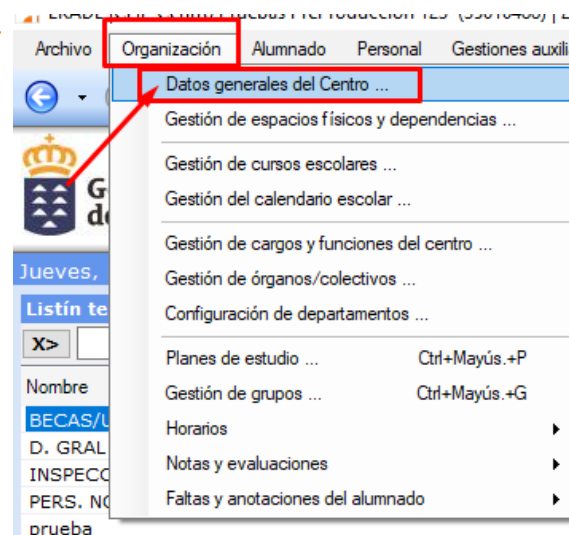 Archivo Organización Alumnado Personal Gestiones auxili
Datos generales del Centro ...
Gestión de espacios físicos y dependencias ...
Gestión de cursos escolares ...
Gestión del calendario escolar ...
Gestión de cargos y funciones del centro ...
Gestión de órganos/colectivos ...
Configuración de departamentos ...
Planes de estudio ... Ctrl+Mayús.+P
Gestión de grupos ... Ctrl+Mayús.+G
Horarios
Notas y evaluaciones
Faltas y anotaciones del alumnado
G
de
Jueves,
Listín te
X>
Nombre
BECAS/U
D. GRAL
INSPECC
PERS. NO
prueba